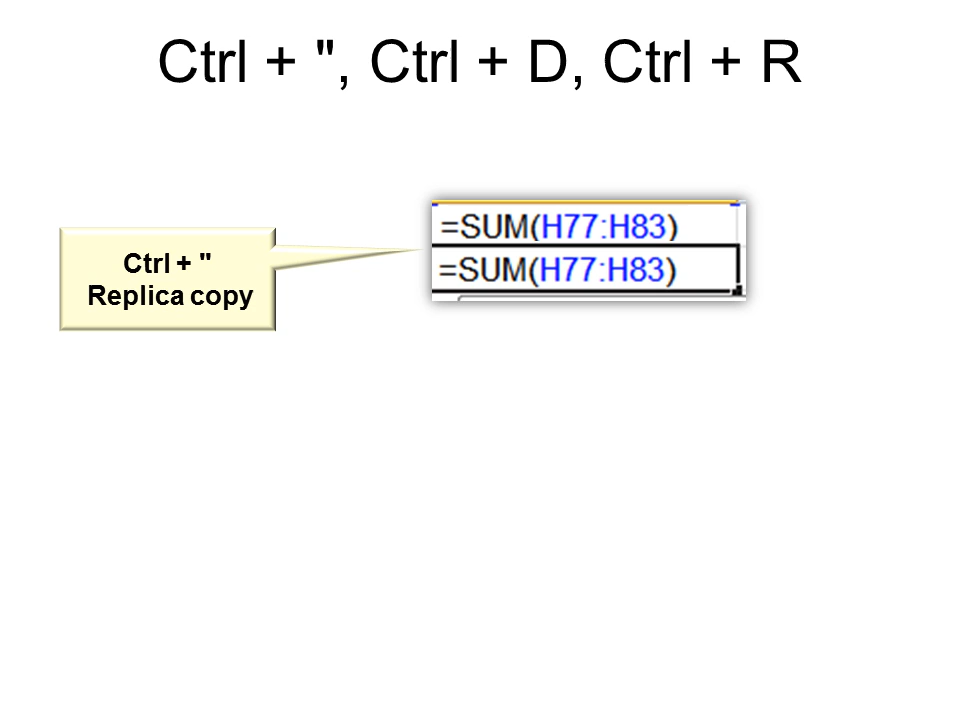 Ctrl + ", Ctrl + D, Ctrl + R
Ctrl + "
Replica copy
=SUM(H77:H83)
=SUM(H77:H83)